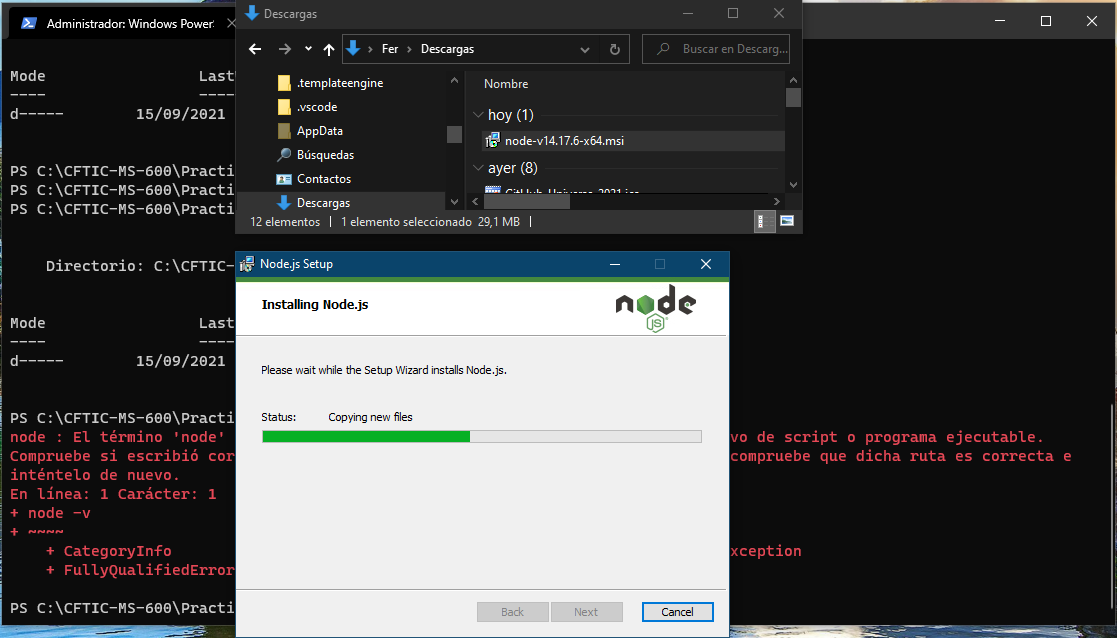 Administrador: Windows Power
Descargas
Fer
Descargas
Buscar en Descarg...
.templateengine
.vscode
AppData
Búsquedas
Contactos
Descargas
Nombre
hoy (1)
node-v14.17.6-x64.msi
ayer (8)
GitHub Universe 2021.ics
12 elementos
1 elemento seleccionado 29,1 MB
Mode Last
---- ----
d----- 15/09/2021
PS C:\CFTIC-MS-600\Practi
PS C:\CFTIC-MS-600\Practi
PS C:\CFTIC-MS-600\Practi
Directorio: C:\CFTIC-
Mode Last
---- ----
d----- 15/09/2021
PS C:\CFTIC-MS-600\Practi
node : El término 'node' vo de script o programa ejecutable.
Compruebe si escribió cor compruebe que dicha ruta es correcta e
inténtelo de nuevo.
En línea: 1 Carácter: 1
+ node -v
+ ~~~~
+ CategoryInfo xception
+ FullyQualifiedError
PS C:\CFTIC-MS-600\Practi
Node.js Setup
Installing Node.js
node
JS
Please wait while the Setup Wizard installs Node.js.
Status: Copying new files
Back
Next
Cancel